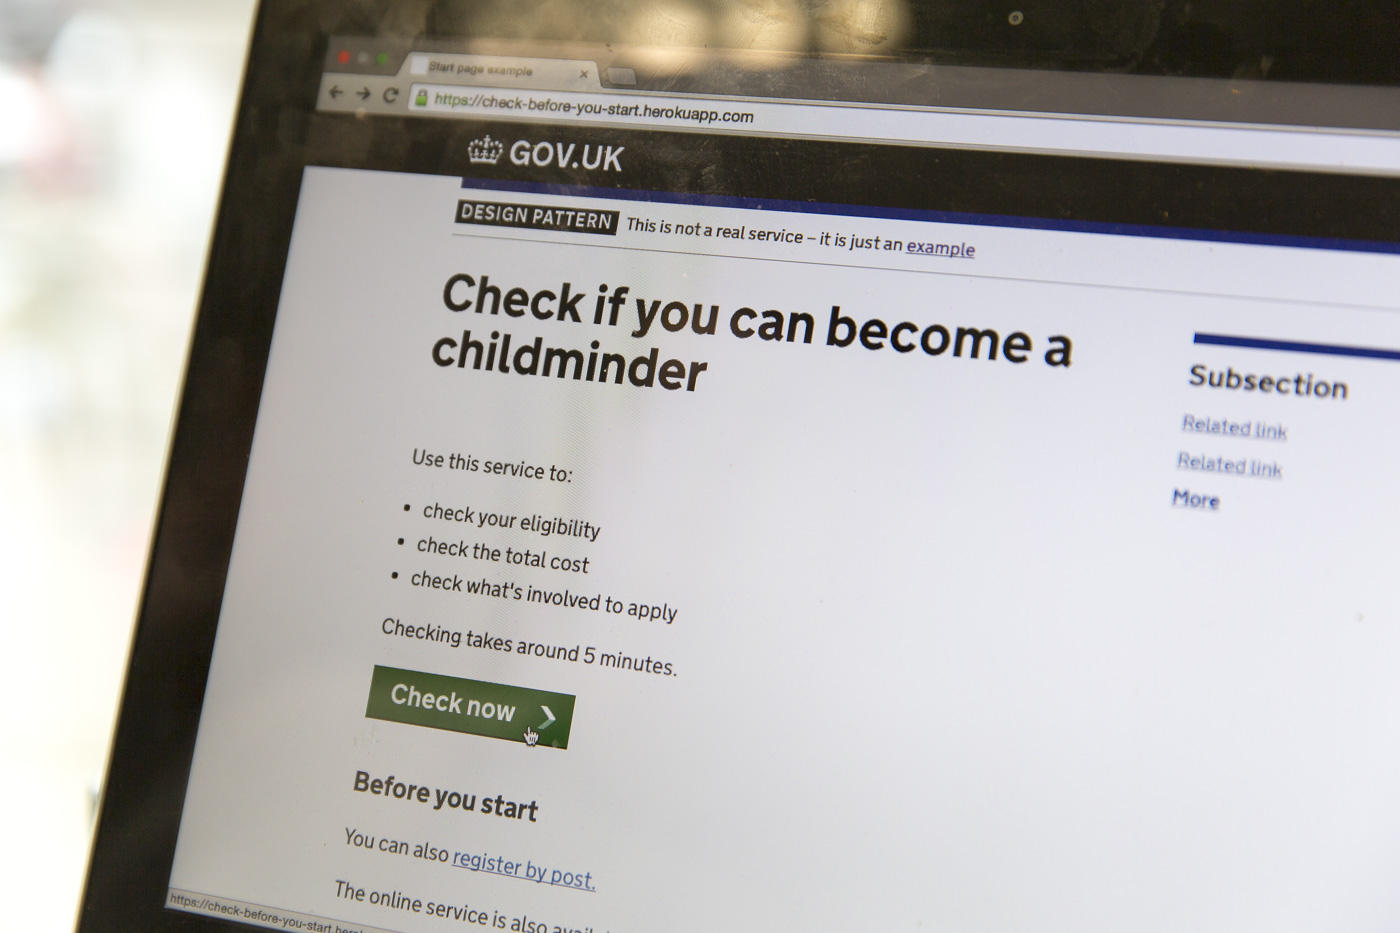 Start page example
https://check-before-you-start.herokuapp.com
GOV.UK
DESIGN PATTERN This is not a real service – it is just an example
Check if you can become a
childminder
Subsection
Related link
Related link
More
Use this service to:
• check your eligibility
• check the total cost
• check what's involved to apply
Checking takes around 5 minutes.
Check now
Before you start
You can also register by post.
The online service is also
https://check-before-you-start.